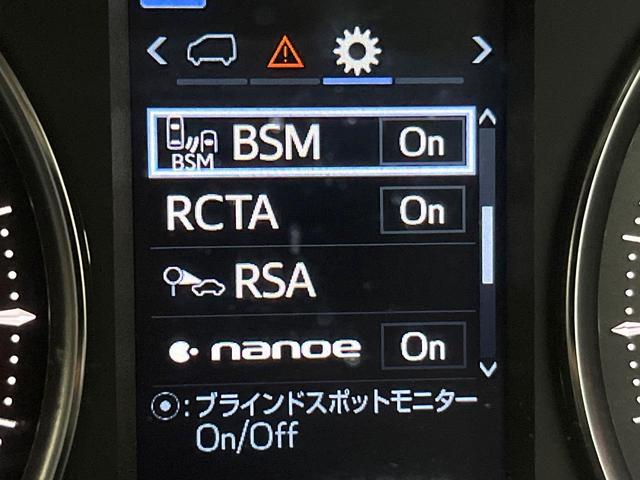 BSM BSM On
RCTA On
RSA
nanoe On
: ブラインドスポットモニター
On/Off